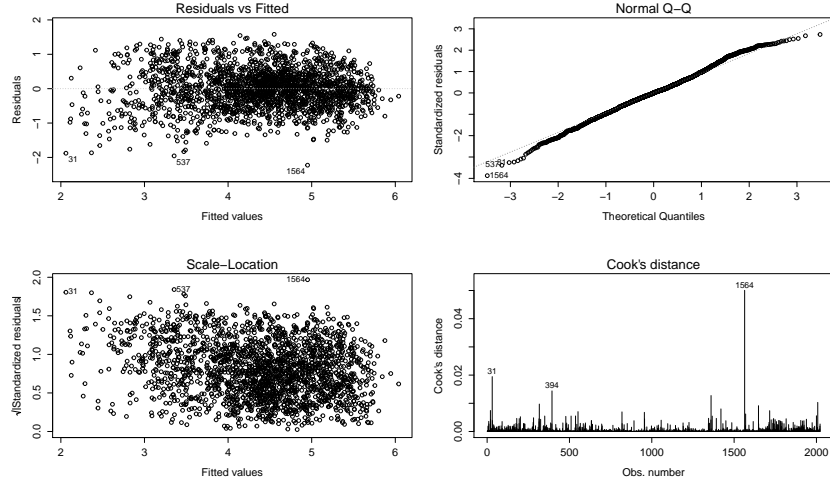 Residuals vs Fitted
Residuals
2
1
0
−1
−2
31
537
1564
2 3 4 5 6
Fitted values
Normal Q−Q
Standardized residuals
3
2
0
−2
−4
1564
−3 −2 −1 0 1 2 3
Theoretical Quantiles
Scale−Location
√|Standardized residuals|
2.0
1.5
1.0
0.5
0.0
31
537
1564
2 3 4 5 6
Fitted values
Cook's distance
Cook's distance
0.04
0.02
0.00
31
394
1564
0 500 1000 1500 2000
Obs. number